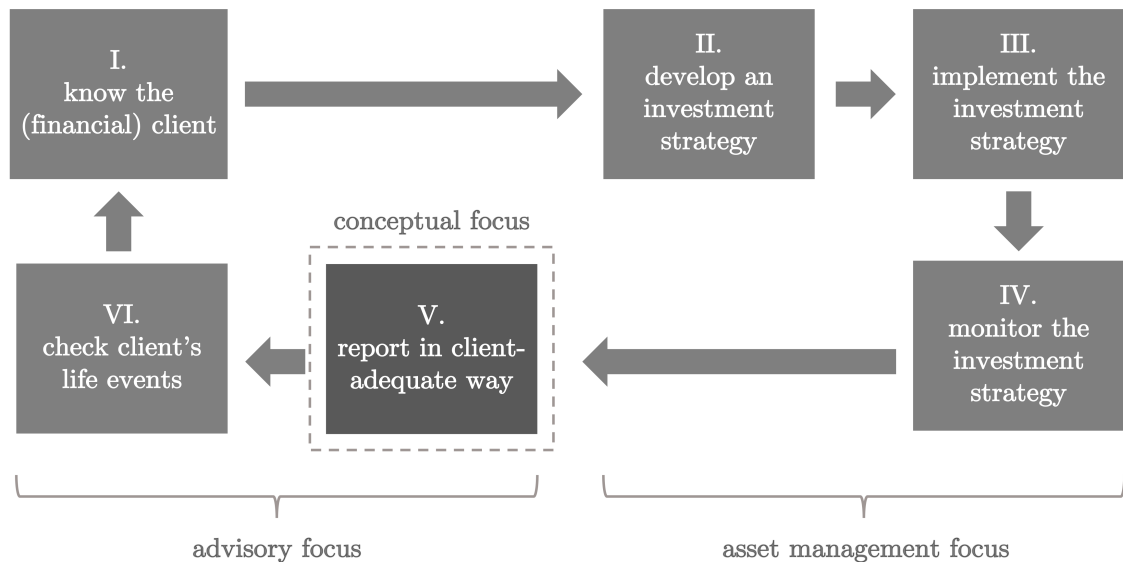 I.
know the
(financial) client
II.
develop an
investment
strategy
III.
implement the
investment
strategy
conceptual focus
VI.
check client's
life events
V.
report in client-
adequate way
IV.
monitor the
investment
strategy
advisory focus
asset management focus